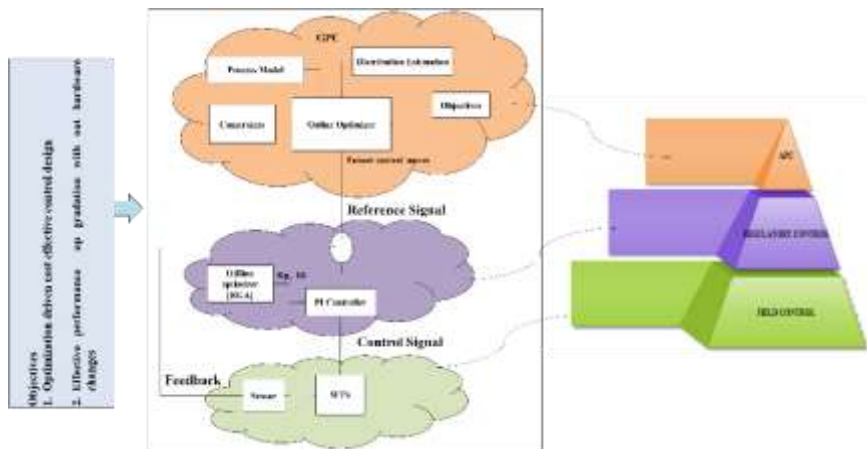 Objectives
1. Optimization driven cost effective control design
2. Effective performance up gradation with out hardware
changes
GPC
Process Model
Distribution Estimation
Objectives
Constraints
Online Optimizer
Future control inputs
Reference Signal
Offline
optimizer
PI Controller
Control Signal
Feedback
Sensor
APC
REGULATORY CONTROL
FIELD CONTROL